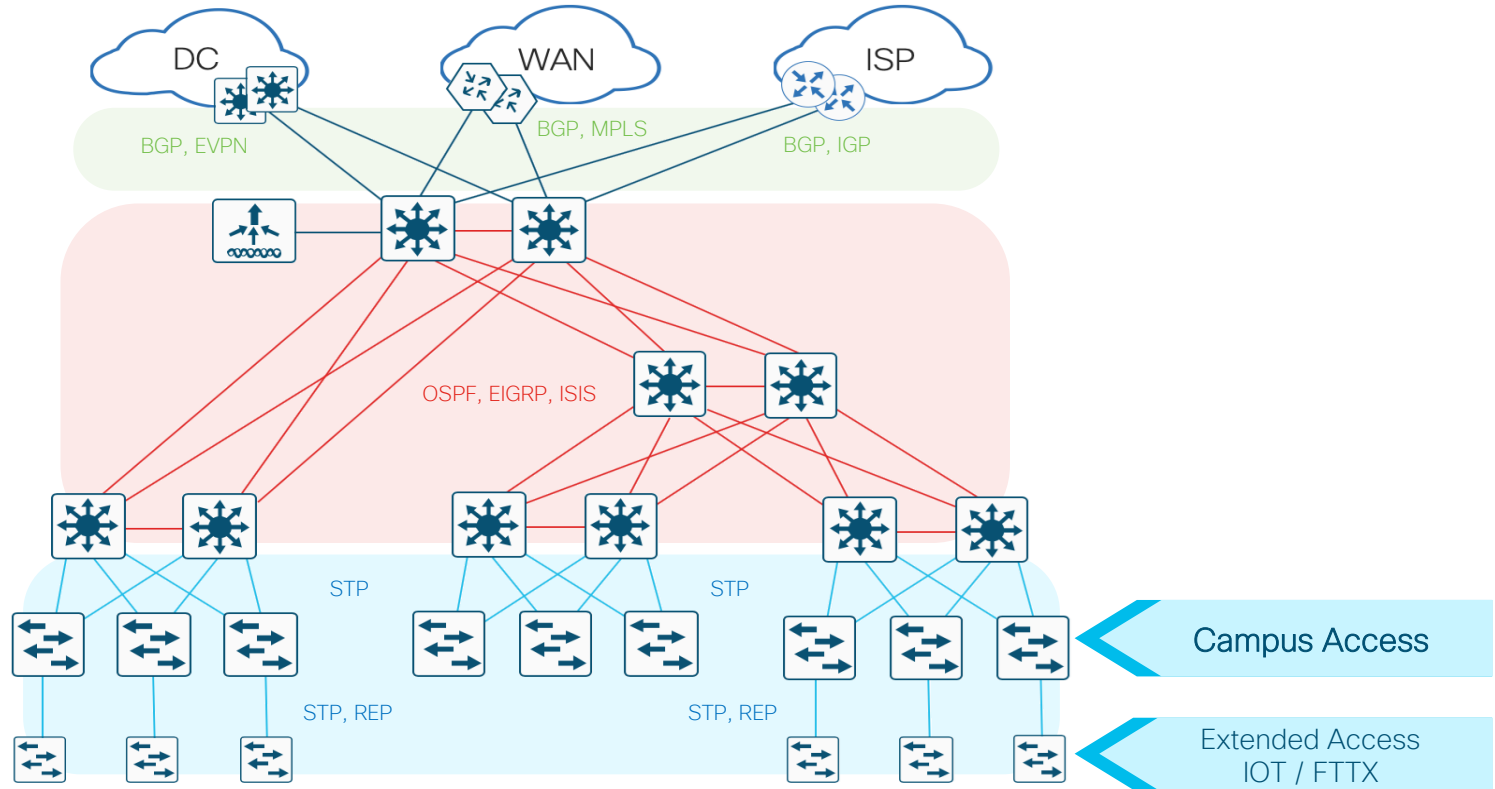 DC
WAN
ISP
BGP, EVPN
BGP, MPLS
BGP, IGP
OSPF, EIGRP, ISIS
STP
STP
Campus Access
STP, REP
STP, REP
Extended Access
IOT / FTTX